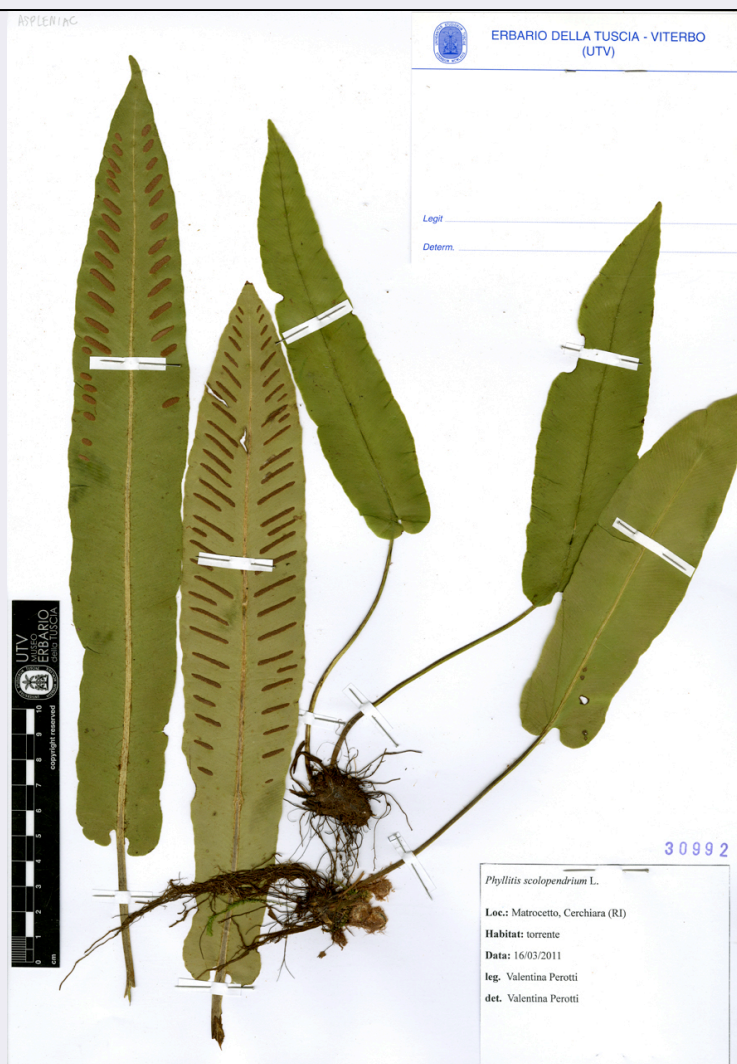 ASPLENIAC
ERBARIO DELLA TUSCIA - VITERBO
(UTV)
Legit
Determ.
UTV
MUSEO
ERBARIO
della TUSCIA
copyright reserved
10
9
8
7
6
5
4
3
2
1
0
cm
30992
Phyllitis scolopendrium L.
Loc.: Matrocetto, Cerchiara (RI)
Habitat: torrente
Data: 16/03/2011
leg. Valentina Perotti
det. Valentina Perotti